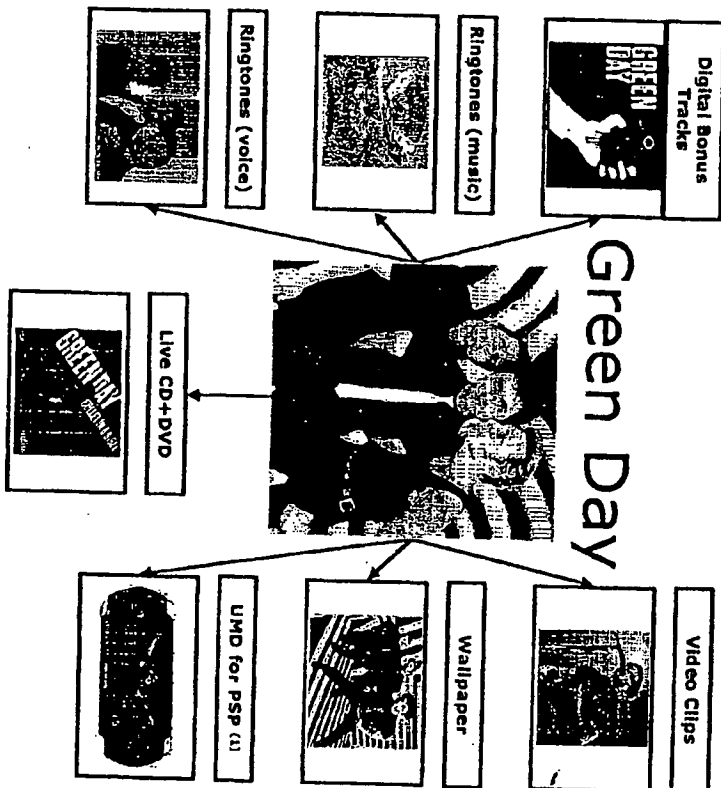 Digital Bonus
Tracks
GREEN
DAY
Green Day
Video Clips
Ringtones (music)
Wallpaper
Ringtones (voice)
UMD for PSP (1)
Live CD+DVD
GREEN DAY